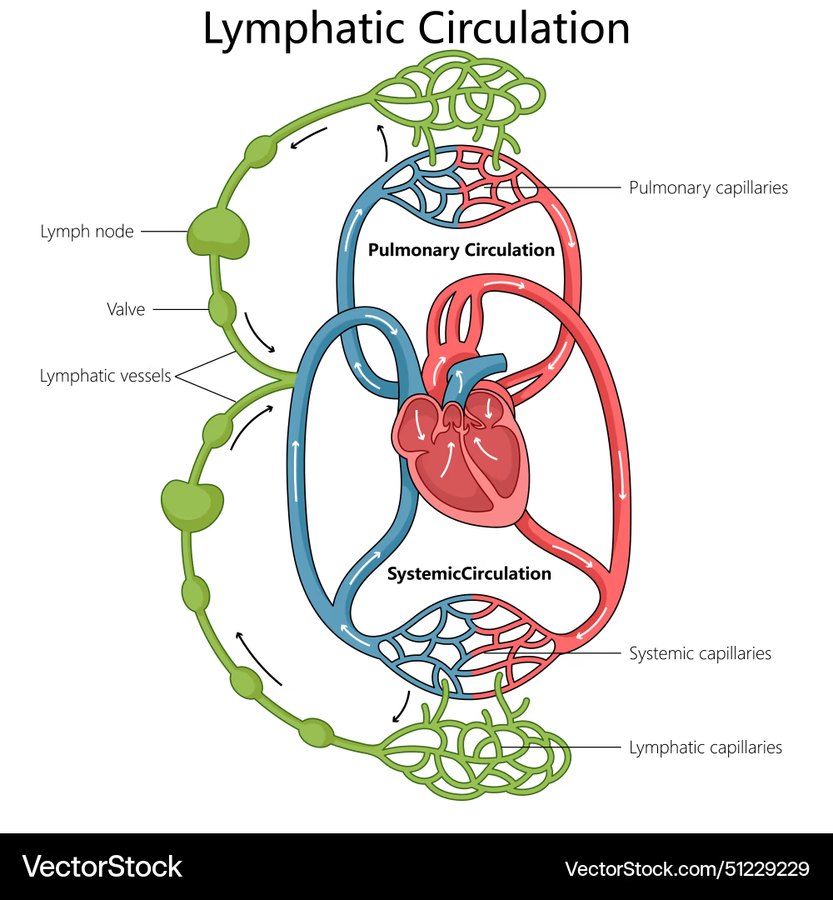 Lymphatic Circulation
Pulmonary capillaries
Lymph node
Pulmonary Circulation
Valve
Lymphatic vessels
SystemicCirculation
Systemic capillaries
Lymphatic capillaries
VectorStock
VectorStock.com/51229229